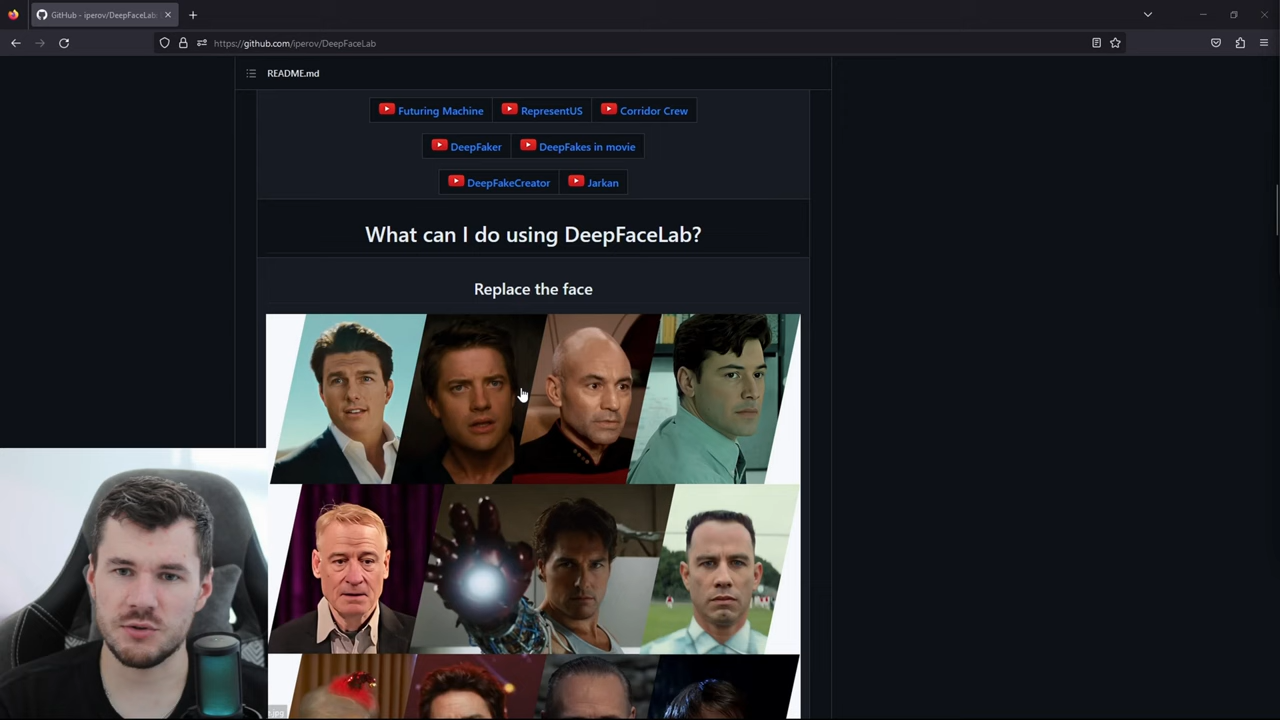 GitHub - iperov/DeepFaceLab:
https://github.com/iperov/DeepFaceLab
README.md
Futuring Machine RepresentUS Corridor Crew
DeepFaker DeepFakes in movie
DeepFakeCreator Jarkan
What can I do using DeepFaceLab?
Replace the face